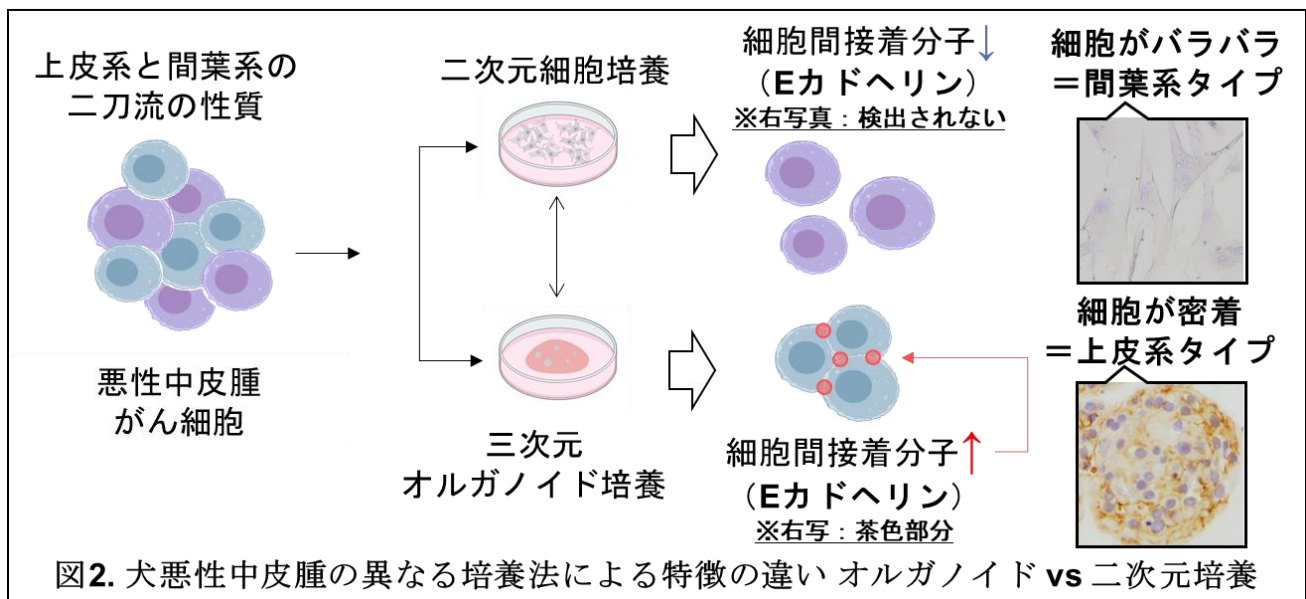 上皮系と間葉系の
二刀流の性質
悪性中皮腫
がん細胞
二次元細胞培養
三次元
オルガノイド培養
細胞間接着分子↓
（Eカドヘリン）
※右写真：検出されない
細胞間接着分子↑
（Eカドヘリン）
※右写：茶色部分
細胞がバラバラ
＝間葉系タイプ
細胞が密着
＝上皮系タイプ
図2. 犬悪性中皮腫の異なる培養法による特徴の違い オルガノイド vs 二次元培養